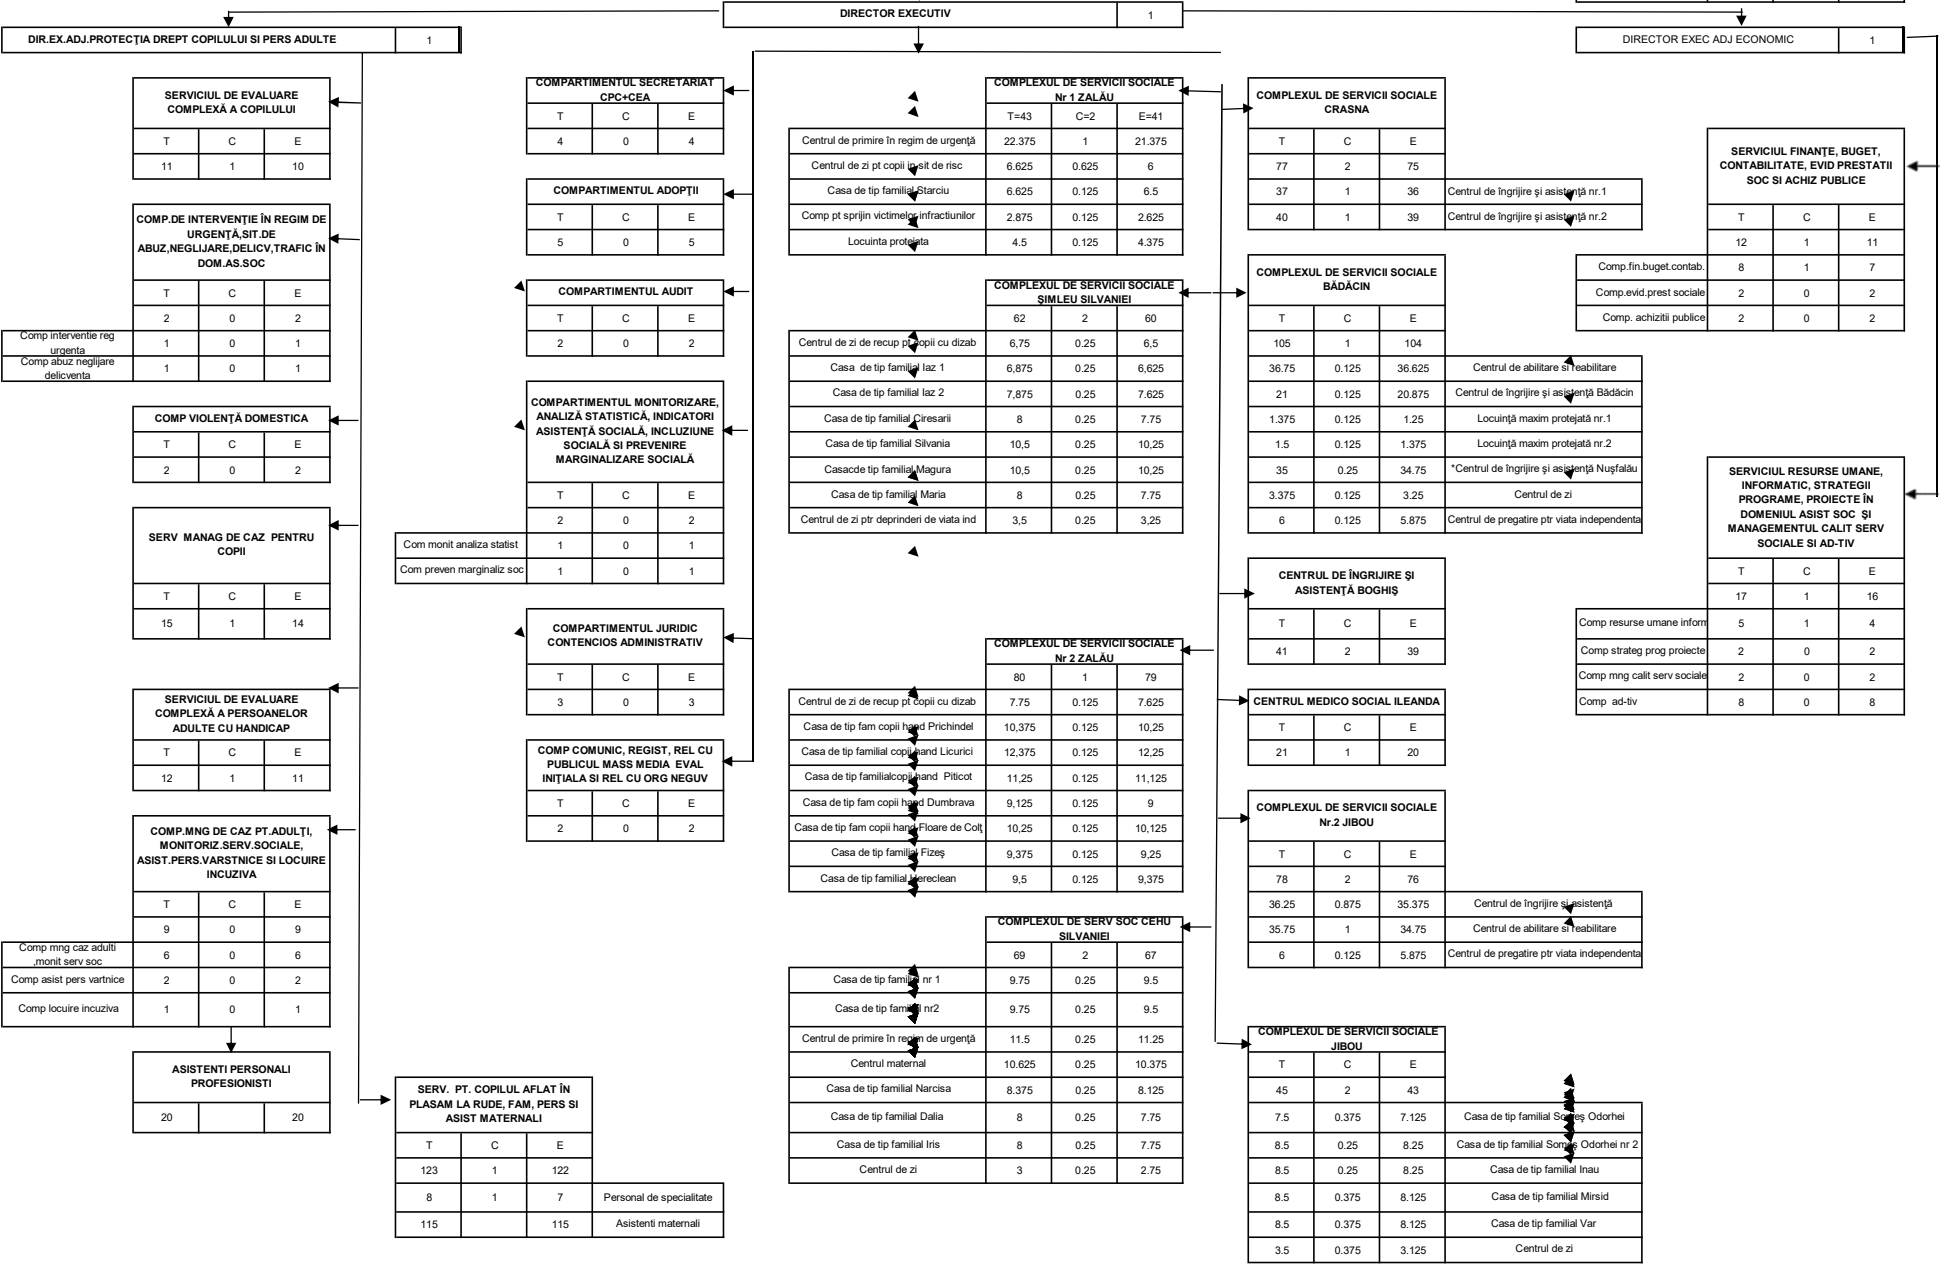 DIRECTOR EXECUTIV 1
DIR.EX.ADJ.PROTECŢIA DREPT COPILULUI SI PERS ADULTE 1
DIRECTOR EXEC ADJ ECONOMIC 1
SERVICIUL DE EVALUARE
COMPLEXĂ A COPILULUI
T C E
11 1 10
COMP.DE INTERVENŢIE ÎN REGIM DE
URGENŢĂ,SIT.DE
ABUZ,NEGLIJARE,DELICV,TRAFIC ÎN
DOM.AS.SOC
T C E
2 0 2
Comp interventie reg
urgenta
1 0 1
Comp abuz neglijare
delicventa
1 0 1
COMP VIOLENŢĂ DOMESTICA
T C E
2 0 2
SERV MANAG DE CAZ PENTRU
COPII
T C E
15 1 14
SERVICIUL DE EVALUARE
COMPLEXĂ A PERSOANELOR
ADULTE CU HANDICAP
T C E
12 1 11
COMP.MNG DE CAZ PT.ADULŢI,
MONITORIZ.SERV.SOCIALE,
ASIST.PERS.VARSTNICE SI LOCUIRE
INCUZIVA
T C E
9 0 9
Comp mng caz adulti
,monit serv soc
6 0 6
Comp asist pers vartnice 2 0 2
Comp locuire incuziva 1 0 1
ASISTENTI PERSONALI
PROFESIONISTI
20 20
SERV. PT. COPILUL AFLAT ÎN
PLASAM LA RUDE, FAM, PERS SI
ASIST MATERNALI
T C E
123 1 122
8 1 7 Personal de specialitate
115 115 Asistenti maternali
COMPARTIMENTUL SECRETARIAT
CPC+CEA
T C E
4 0 4
COMPARTIMENTUL ADOPŢII
T C E
5 0 5
COMPARTIMENTUL AUDIT
T C E
2 0 2
COMPARTIMENTUL MONITORIZARE,
ANALIZĂ STATISTICĂ, INDICATORI
ASISTENŢĂ SOCIALĂ, INCLUZIUNE
SOCIALĂ SI PREVENIRE
MARGINALIZARE SOCIALĂ
T C E
2 0 2
Com monit analiza statist 1 0 1
Com preven marginaliz soc 1 0 1
COMPARTIMENTUL JURIDIC
CONTENCIOS ADMINISTRATIV
T C E
3 0 3
COMP COMUNIC, REGIST, REL CU
PUBLICUL MASS MEDIA EVAL
INIŢIALA SI REL CU ORG NEGUV
T C E
2 0 2
COMPLEXUL DE SERVICII SOCIALE
Nr 1 ZALĂU
T=43 C=2 E=41
Centrul de primire în regim de urgenţă 22.375 1 21.375
Centrul de zi pt copii in sit de risc 6.625 0.625 6
Casa de tip familial Starciu 6.625 0.125 6.5
Comp pt sprijin victimelor infractiunilor 2.875 0.125 2.625
Locuinta protejata 4.5 0.125 4.375
COMPLEXUL DE SERVICII SOCIALE
ŞIMLEU SILVANIEI
62 2 60
Centrul de zi de recup pt copii cu dizab 6,75 0.25 6,5
Casa de tip familial Iaz 1 6,875 0.25 6,625
Casa de tip familial Iaz 2 7,875 0.25 7.625
Casa de tip familial Ciresarii 8 0.25 7.75
Casa de tip familial Silvania 10,5 0.25 10,25
Casacde tip familial Magura 10,5 0.25 10,25
Casa de tip familial Maria 8 0.25 7.75
Centrul de zi ptr deprinderi de viata ind 3,5 0.25 3,25
COMPLEXUL DE SERVICII SOCIALE
Nr 2 ZALĂU
80 1 79
Centrul de zi de recup pt copii cu dizab 7.75 0.125 7.625
Casa de tip fam copii hand Prichindel 10,375 0.125 10,25
Casa de tip familial copii hand Licurici 12,375 0.125 12,25
Casa de tip familialcopii hand Piticot 11,25 0.125 11,125
Casa de tip fam copii hand Dumbrava 9,125 0.125 9
Casa de tip fam copii hand Floare de Colţ 10,25 0.125 10,125
Casa de tip familial Fizeş 9,375 0.125 9,25
Casa de tip familial Hereclean 9,5 0.125 9,375
COMPLEXUL DE SERV SOC CEHU
SILVANIEI
69 2 67
Casa de tip familial nr 1 9.75 0.25 9.5
Casa de tip familial nr2 9.75 0.25 9.5
Centrul de primire în regim de urgenţă 11.5 0.25 11.25
Centrul maternal 10.625 0.25 10.375
Casa de tip familial Narcisa 8.375 0.25 8.125
Casa de tip familial Dalia 8 0.25 7.75
Casa de tip familial Iris 8 0.25 7.75
Centrul de zi 3 0.25 2.75
COMPLEXUL DE SERVICII SOCIALE
CRASNA
T C E
77 2 75
37 1 36 Centrul de îngrijire şi asistenţă nr.1
40 1 39 Centrul de îngrijire şi asistenţă nr.2
COMPLEXUL DE SERVICII SOCIALE
BĂDĂCIN
T C E
105 1 104
36.75 0.125 36.625 Centrul de abilitare si reabilitare
21 0.125 20.875 Centrul de îngrijire şi asistenţă Bădăcin
1.375 0.125 1.25 Locuinţă maxim protejată nr.1
1.5 0.125 1.375 Locuinţă maxim protejată nr.2
35 0.25 34.75 *Centrul de îngrijire şi asistenţă Nuşfalău
3.375 0.125 3.25 Centrul de zi
6 0.125 5.875 Centrul de pregatire ptr viata independenta
CENTRUL DE ÎNGRIJIRE ŞI
ASISTENŢĂ BOGHIŞ
T C E
41 2 39
CENTRUL MEDICO SOCIAL ILEANDA
T C E
21 1 20
COMPLEXUL DE SERVICII SOCIALE
Nr.2 JIBOU
T C E
78 2 76
36.25 0.875 35.375 Centrul de îngrijire şi asistenţă
35.75 1 34.75 Centrul de abilitare si reabilitare
6 0.125 5.875 Centrul de pregatire ptr viata independenta
COMPLEXUL DE SERVICII SOCIALE
JIBOU
T C E
45 2 43
7.5 0.375 7.125 Casa de tip familial Someş Odorhei
8.5 0.25 8.25 Casa de tip familial Someş Odorhei nr 2
8.5 0.25 8.25 Casa de tip familial Inau
8.5 0.375 8.125 Casa de tip familial Mirsid
8.5 0.375 8.125 Casa de tip familial Var
3.5 0.375 3.125 Centrul de zi
SERVICIUL FINANŢE, BUGET,
CONTABILITATE, EVID PRESTATII
SOC SI ACHIZ PUBLICE
T C E
12 1 11
Comp.fin.buget.contab. 8 1 7
Comp.evid.prest sociale 2 0 2
Comp. achizitii publice 2 0 2
SERVICIUL RESURSE UMANE,
INFORMATIC, STRATEGII
PROGRAME, PROIECTE ÎN
DOMENIUL ASIST SOC ŞI
MANAGEMENTUL CALIT SERV
SOCIALE SI AD-TIV
T C E
17 1 16
Comp resurse umane inform 5 1 4
Comp strateg prog proiecte 2 0 2
Comp mng calit serv sociale 2 0 2
Comp ad-tiv 8 0 8